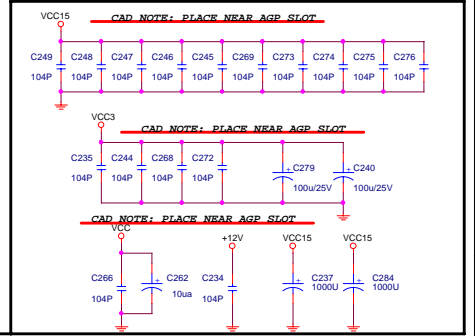 VCC15
CAD NOTE: PLACE NEAR AGP SLOT
C249 C248 C247 C246 C245 C269 C273 C274 C275 C276
104P 104P 104P 104P 104P 104P 104P 104P 104P 104P
VCC3
CAD NOTE: PLACE NEAR AGP SLOT
C235 C244 C268 C272 + C279 + C240
104P 104P 104P 104P 100u/25V 100u/25V
CAD NOTE: PLACE NEAR AGP SLOT
VCC +12V VCC15 VCC15
C266 + C262 C234 + C237 + C284
104P 10ua 104P 1000U 1000U